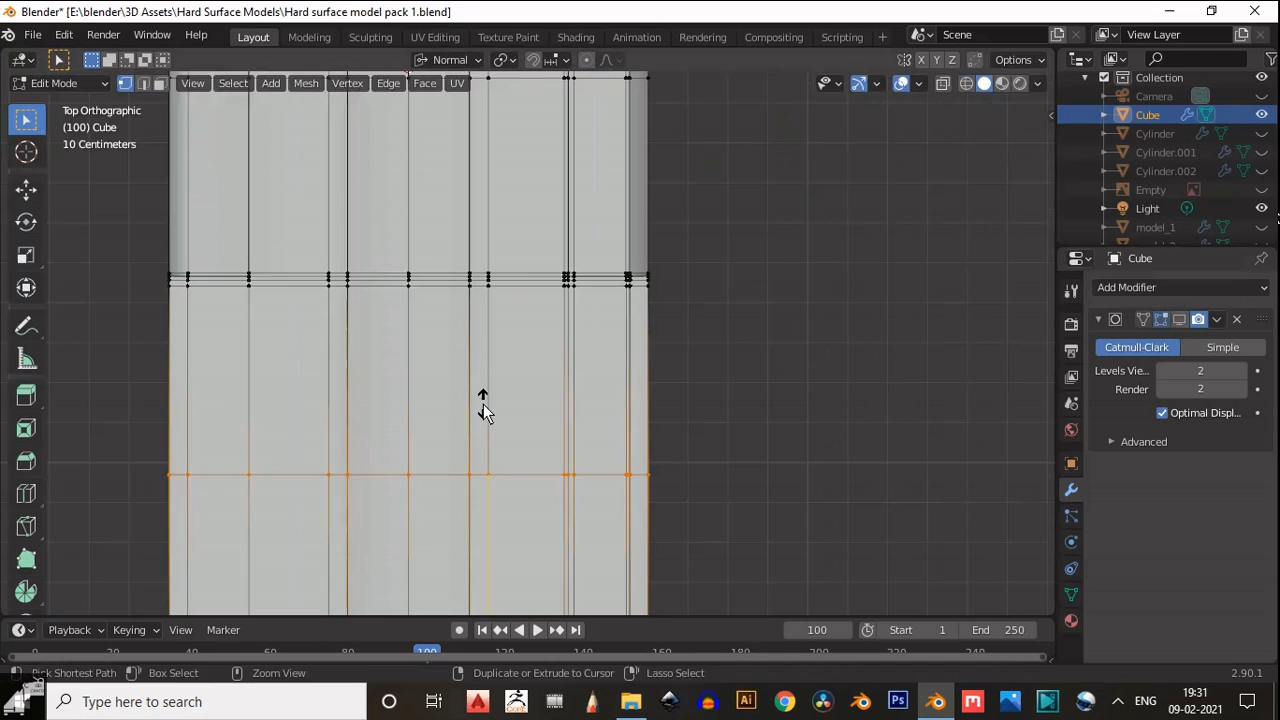 Blender* [E:\blender\3D Assets\Hard Surface Models\Hard surface model pack 1.blend]
File Edit Render Window Help Layout Modeling Sculpting UV Editing Texture Paint Shading Animation Rendering Compositing Scripting + Scene View Layer
Normal X Y Z Options
Edit Mode View Select Add Mesh Vertex Edge Face UV
Top Orthographic
(100) Cube
10 Centimeters
Collection
Camera
Cube
Cylinder
Cylinder.001
Cylinder.002
Empty
Light
model_1
Cube
Add Modifier
Catmull-Clark Simple
Levels Vie... 2
Render 2
Optimal Displ...
Advanced
Playback Keying View Marker 100 Start 1 End 250
0 20 40 60 80 100 120 140 160 180 200 220 240
Pick Shortest Path Box Select Zoom View Duplicate or Extrude to Cursor Lasso Select 2.90.1
Type here to search
ENG
19:31
09-02-2021